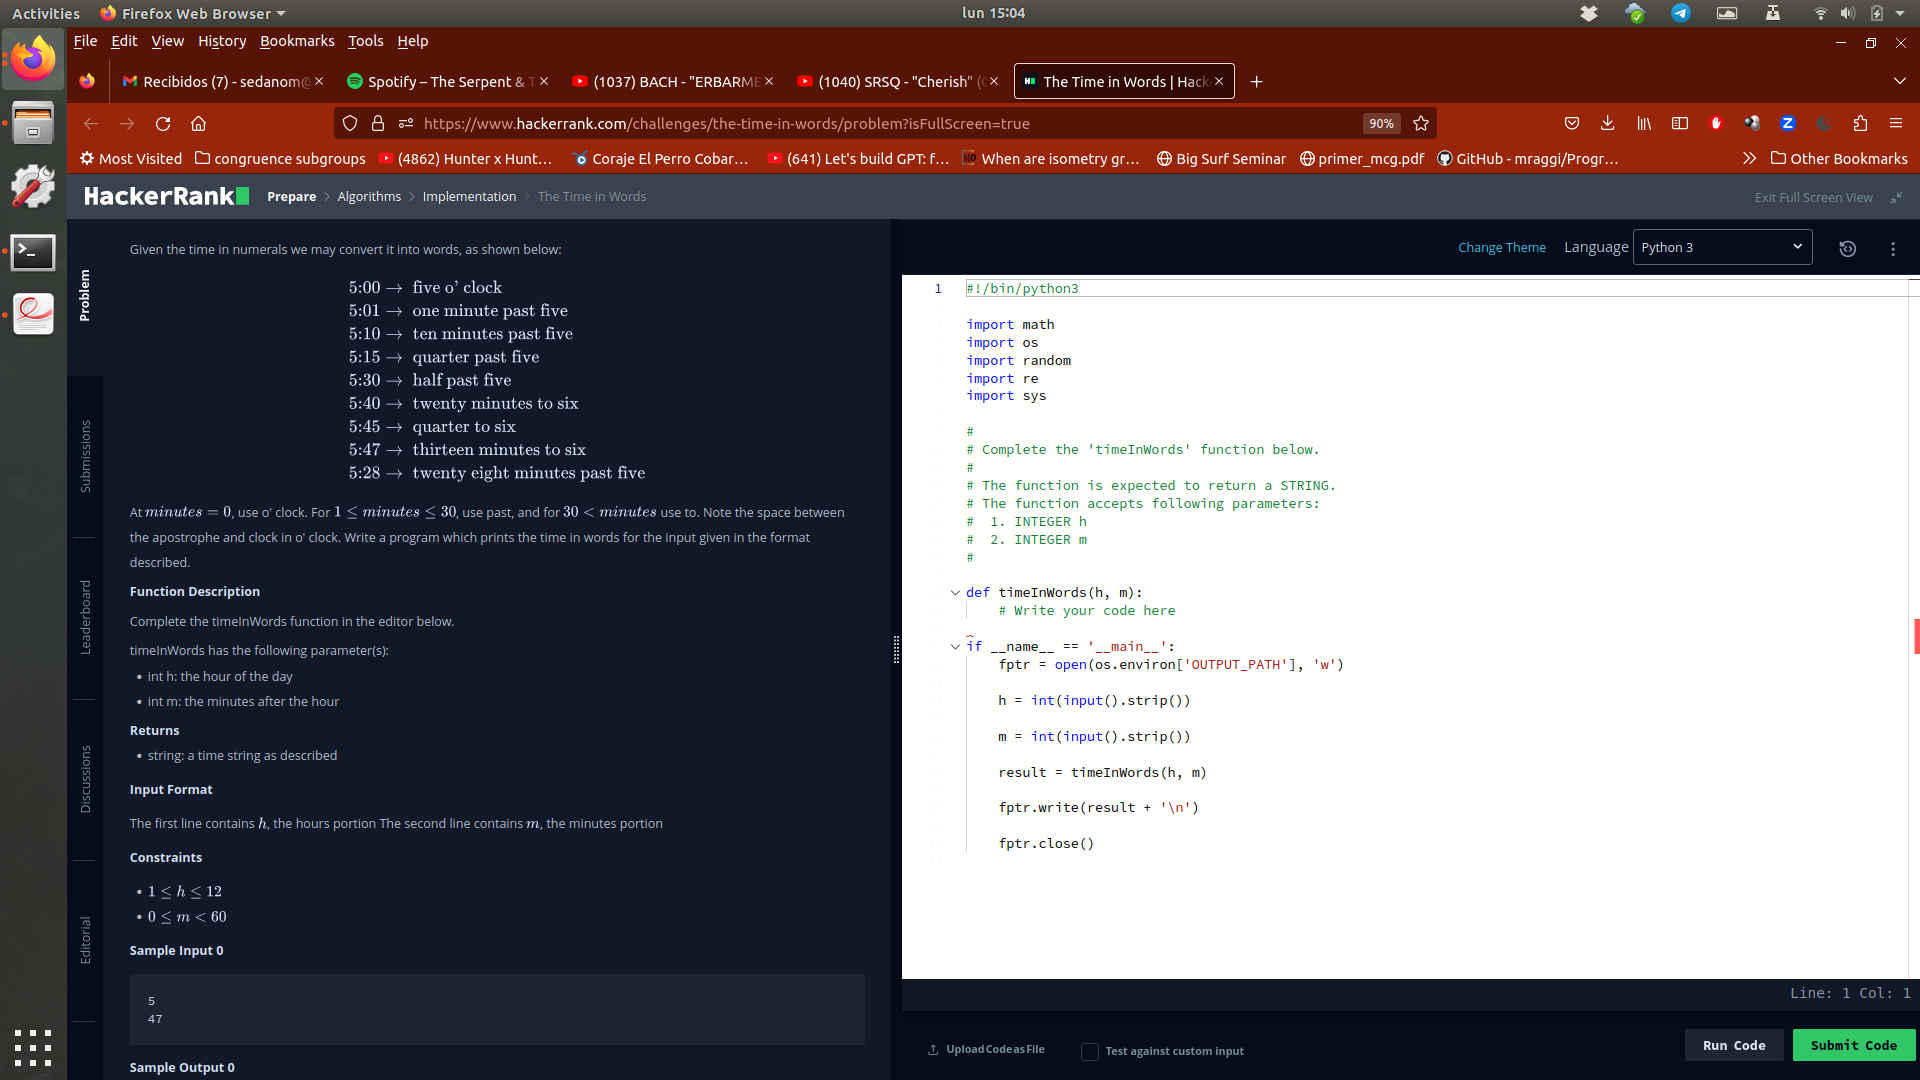 Activities Firefox Web Browser lun 15:04
File Edit View History Bookmarks Tools Help
Recibidos (7) - sedanom@ Spotify – The Serpent & T (1037) BACH - "ERBARME (1040) SRSQ - "Cherish" ( The Time in Words | Hack
https://www.hackerrank.com/challenges/the-time-in-words/problem?isFullScreen=true 90%
Most Visited congruence subgroups (4862) Hunter x Hunt… Coraje El Perro Cobar… (641) Let's build GPT: f… When are isometry gr… Big Surf Seminar primer_mcg.pdf GitHub - mraggi/Progr… Other Bookmarks
HackerRank Prepare > Algorithms > Implementation > The Time in Words Exit Full Screen View
Problem
Submissions
Leaderboard
Discussions
Editorial
Given the time in numerals we may convert it into words, as shown below:
5:00 → five o' clock
5:01 → one minute past five
5:10 → ten minutes past five
5:15 → quarter past five
5:30 → half past five
5:40 → twenty minutes to six
5:45 → quarter to six
5:47 → thirteen minutes to six
5:28 → twenty eight minutes past five
At minutes = 0, use o' clock. For 1 ≤ minutes ≤ 30, use past, and for 30 < minutes use to. Note the space between
the apostrophe and clock in o' clock. Write a program which prints the time in words for the input given in the format
described.
Function Description
Complete the timeInWords function in the editor below.
timeInWords has the following parameter(s):
• int h: the hour of the day
• int m: the minutes after the hour
Returns
• string: a time string as described
Input Format
The first line contains h, the hours portion The second line contains m, the minutes portion
Constraints
• 1 ≤ h ≤ 12
• 0 ≤ m < 60
Sample Input 0
5
47
Sample Output 0
Change Theme Language Python 3
1 #!/bin/python3
import math
import os
import random
import re
import sys
#
# Complete the 'timeInWords' function below.
#
# The function is expected to return a STRING.
# The function accepts following parameters:
#  1. INTEGER h
#  2. INTEGER m
#
def timeInWords(h, m):
    # Write your code here
if __name__ == '__main__':
    fptr = open(os.environ['OUTPUT_PATH'], 'w')
    h = int(input().strip())
    m = int(input().strip())
    result = timeInWords(h, m)
    fptr.write(result + '\n')
    fptr.close()
Line: 1 Col: 1
Upload Code as File Test against custom input Run Code Submit Code